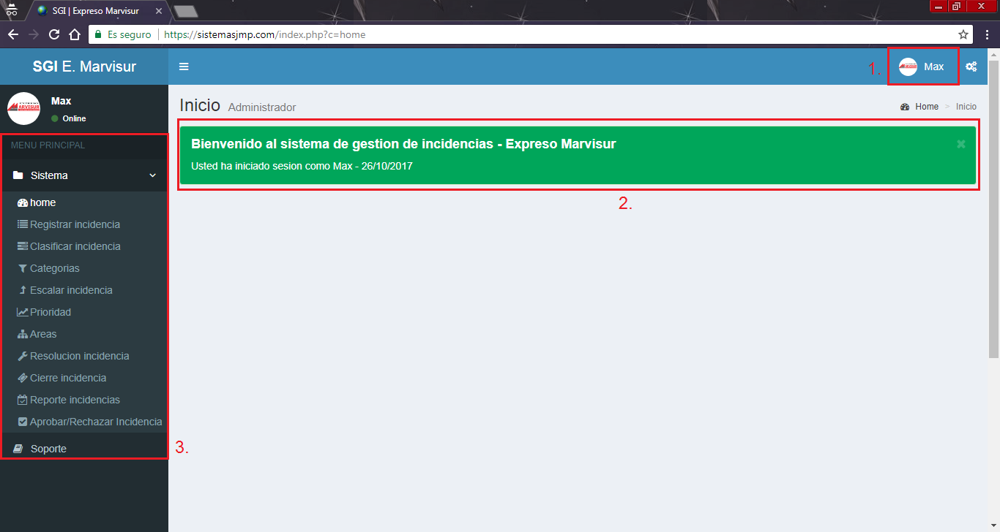 SGI | Expreso Marvisur
Es seguro
https://sistemasjmp.com/index.php?c=home
SGI E. Marvisur
1.
Max
Max
Online
Inicio Administrador
Home > Inicio
MENU PRINCIPAL
Bienvenido al sistema de gestion de incidencias - Expreso Marvisur
Usted ha iniciado sesion como Max - 26/10/2017
2.
Sistema
home
Registrar incidencia
Clasificar incidencia
Categorias
Escalar incidencia
Prioridad
Areas
Resolucion incidencia
Cierre incidencia
Reporte incidencias
Aprobar/Rechazar Incidencia
Soporte
3.